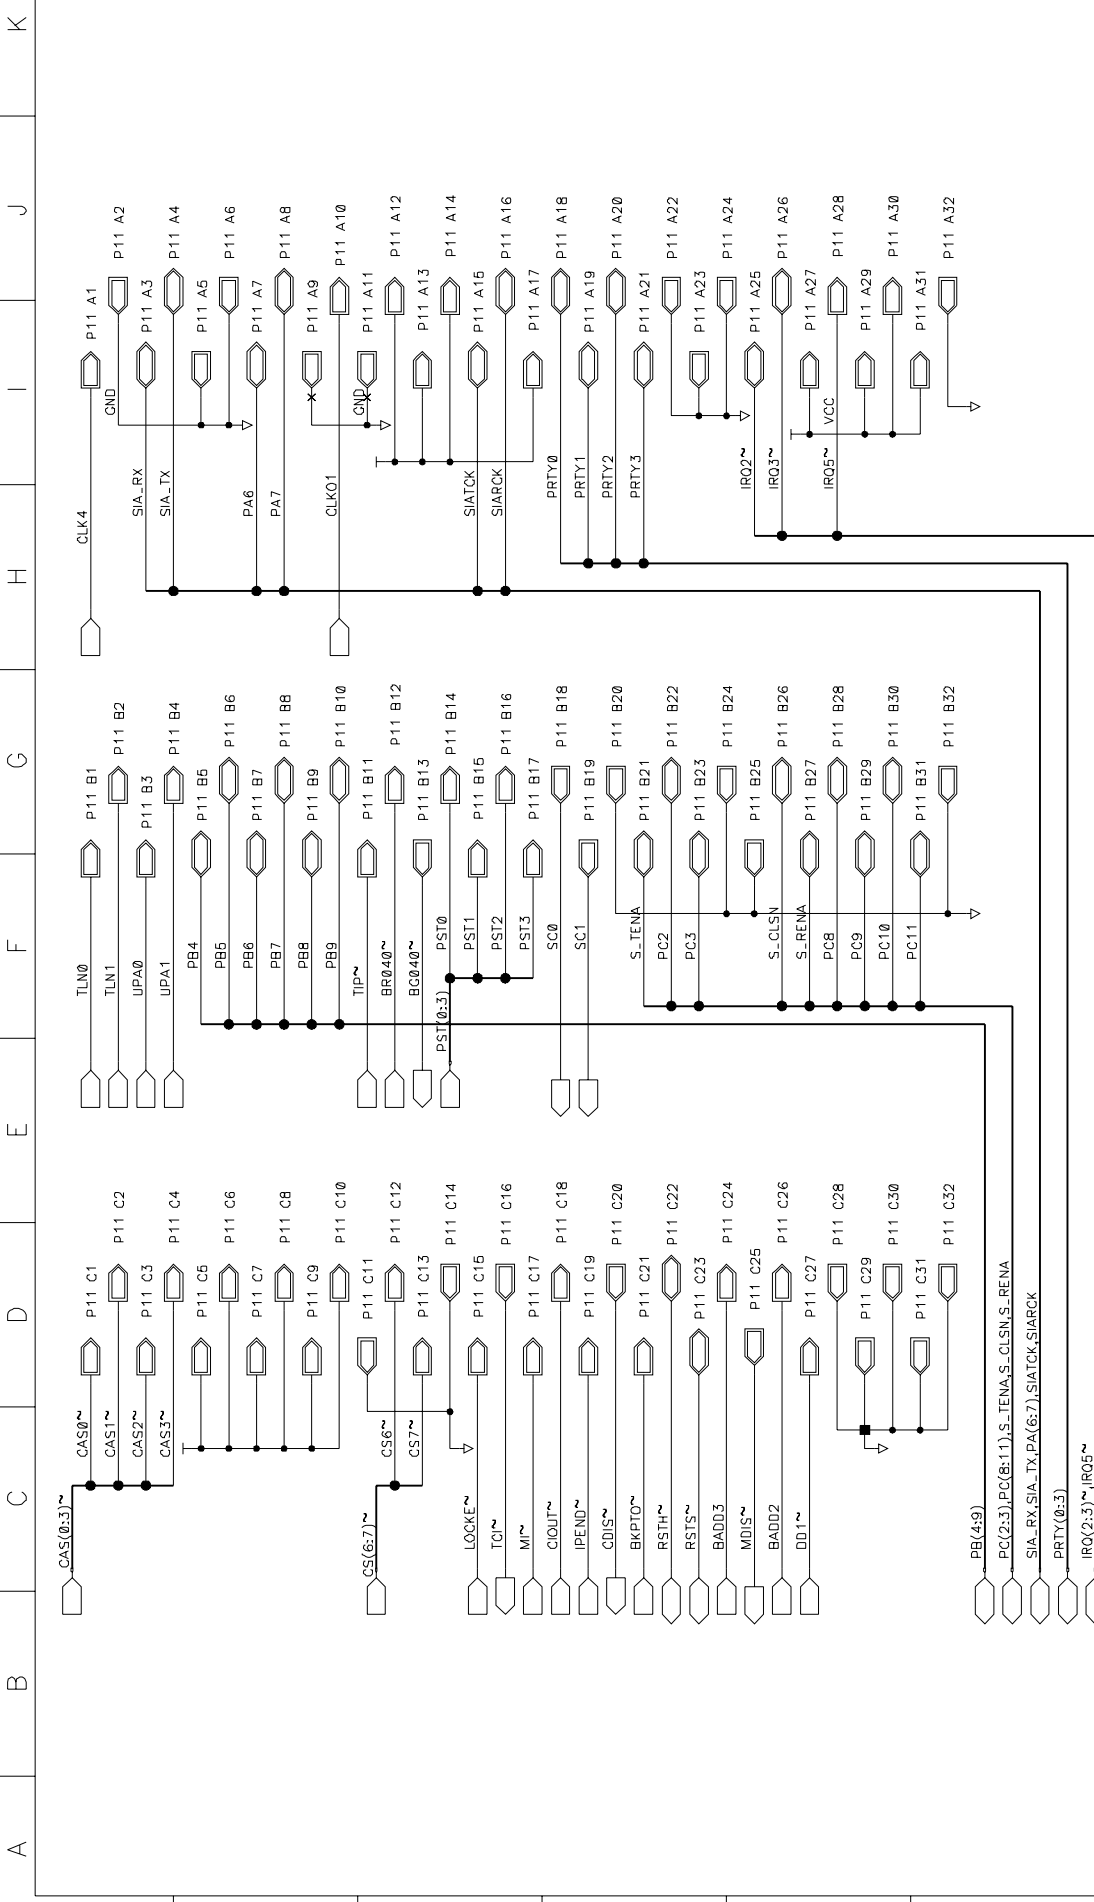 K
J
I
H
G
F
E
D
C
B
A
P11 A1
P11 A2
P11 A3
P11 A4
P11 A5
P11 A6
P11 A7
P11 A8
P11 A9
P11 A10
P11 A11
P11 A12
P11 A13
P11 A14
P11 A15
P11 A16
P11 A17
P11 A18
P11 A19
P11 A20
P11 A21
P11 A22
P11 A23
P11 A24
P11 A25
P11 A26
P11 A27
P11 A28
P11 A29
P11 A30
P11 A31
P11 A32
CLK4
GND
SIA_RX
SIA_TX
PA6
PA7
CLKO1
GND
SIATCK
SIARCK
PRTY0
PRTY1
PRTY2
PRTY3
IRQ2~
IRQ3~
IRQ5~
VCC
P11 B1
P11 B2
P11 B3
P11 B4
P11 B5
P11 B6
P11 B7
P11 B8
P11 B9
P11 B10
P11 B11
P11 B12
P11 B13
P11 B14
P11 B15
P11 B16
P11 B17
P11 B18
P11 B19
P11 B20
P11 B21
P11 B22
P11 B23
P11 B24
P11 B25
P11 B26
P11 B27
P11 B28
P11 B29
P11 B30
P11 B31
P11 B32
TLN0
TLN1
UPA0
UPA1
PB4
PB5
PB6
PB7
PB8
PB9
TIP~
BR040~
BG040~
PST(0:3)
PST0
PST1
PST2
PST3
SC0
SC1
S_TENA
PC2
PC3
S_CLSN
S_RENA
PC8
PC9
PC10
PC11
P11 C1
P11 C2
P11 C3
P11 C4
P11 C5
P11 C6
P11 C7
P11 C8
P11 C9
P11 C10
P11 C11
P11 C12
P11 C13
P11 C14
P11 C15
P11 C16
P11 C17
P11 C18
P11 C19
P11 C20
P11 C21
P11 C22
P11 C23
P11 C24
P11 C25
P11 C26
P11 C27
P11 C28
P11 C29
P11 C30
P11 C31
P11 C32
CAS(0:3)~
CAS0~
CAS1~
CAS2~
CAS3~
CS(6:7)~
CS6~
CS7~
LOCKE~
TCI~
MI~
CIOUT~
IPEND~
CDIS~
BKPTO~
RSTH~
RSTS~
BADD3
MDIS~
BADD2
DD1~
PB(4:9)
PC(2:3),PC(8:11),S_TENA,S_CLSN,S_RENA
SIA_RX,SIA_TX,PA(6:7),SIATCK,SIARCK
PRTY(0:3)
IRQ(2:3)~,IRQ5~